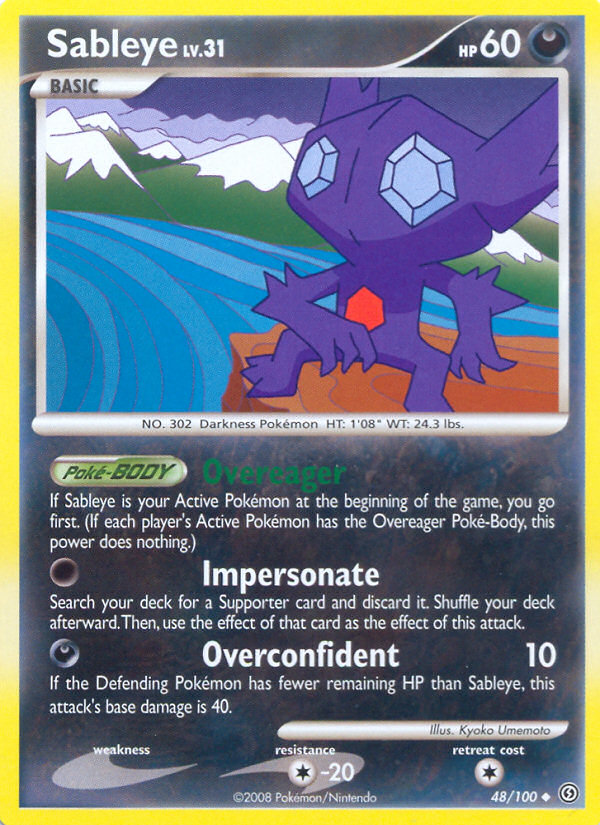 Sableye LV.31 HP 60
BASIC
NO. 302 Darkness Pokémon HT: 1'08" WT: 24.3 lbs.
Poké-BODY Overeager
If Sableye is your Active Pokémon at the beginning of the game, you go
first. (If each player's Active Pokémon has the Overeager Poké-Body, this
power does nothing.)
Impersonate
Search your deck for a Supporter card and discard it. Shuffle your deck
afterward. Then, use the effect of that card as the effect of this attack.
Overconfident 10
If the Defending Pokémon has fewer remaining HP than Sableye, this
attack's base damage is 40.
Illus. Kyoko Umemoto
weakness resistance retreat cost
-20
©2008 Pokémon/Nintendo 48/100